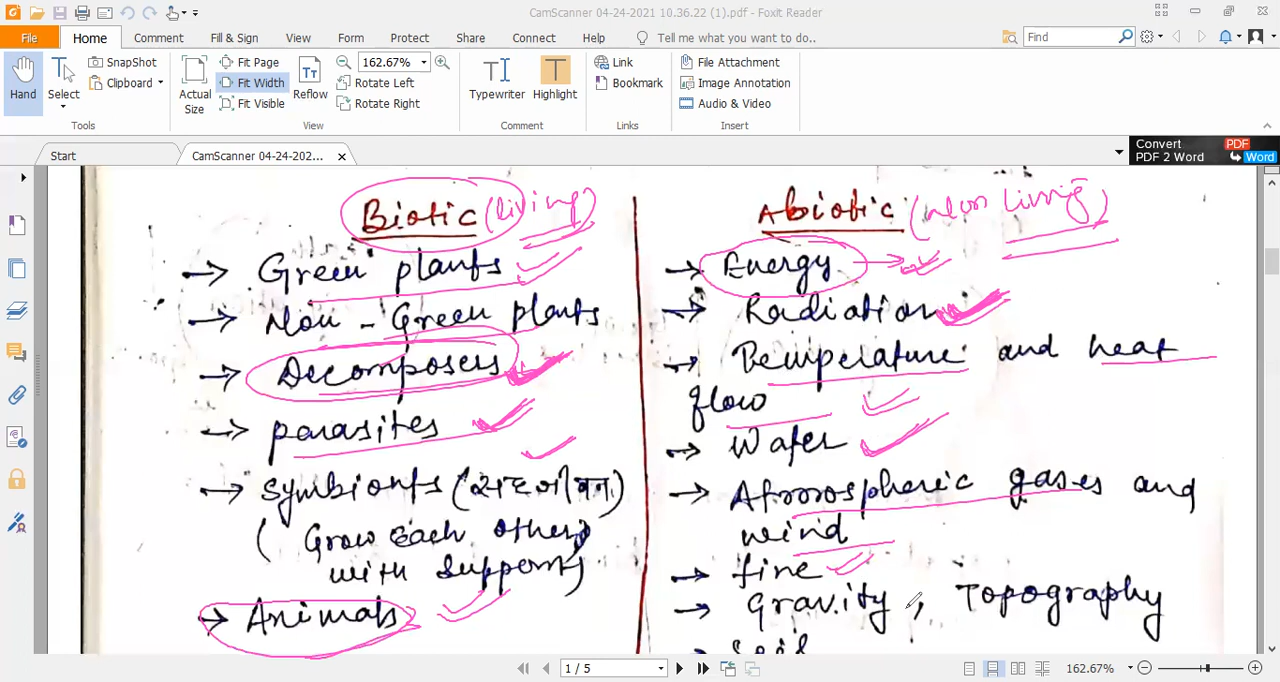 CamScanner 04-24-2021 10.36.22 (1).pdf - Foxit Reader
File Home Comment Fill & Sign View Form Protect Share Connect Help Tell me what you want to do.. Find
Hand
Select
SnapShot
Clipboard
Tools
Actual Size
Fit Page
Fit Width
Fit Visible
Reflow
162.67%
Rotate Left
Rotate Right
View
Typewriter
Highlight
Comment
Link
Bookmark
Links
File Attachment
Image Annotation
Audio & Video
Insert
Start CamScanner 04-24-202...
Convert PDF
PDF 2 Word Word
Biotic (living)
→ Green plants
→ Non - Green plants
→ Decomposers
→ parasites
→ Symbionts
( Grow Each others
with supports)
→ Animals
Abiotic (non living)
→ Energy
→ Radiation
→ Temperature and heat
flow
→ Water
→ Atmospheric gases and
wind
→ fire
→ Gravity, Topography
1 / 5 162.67%